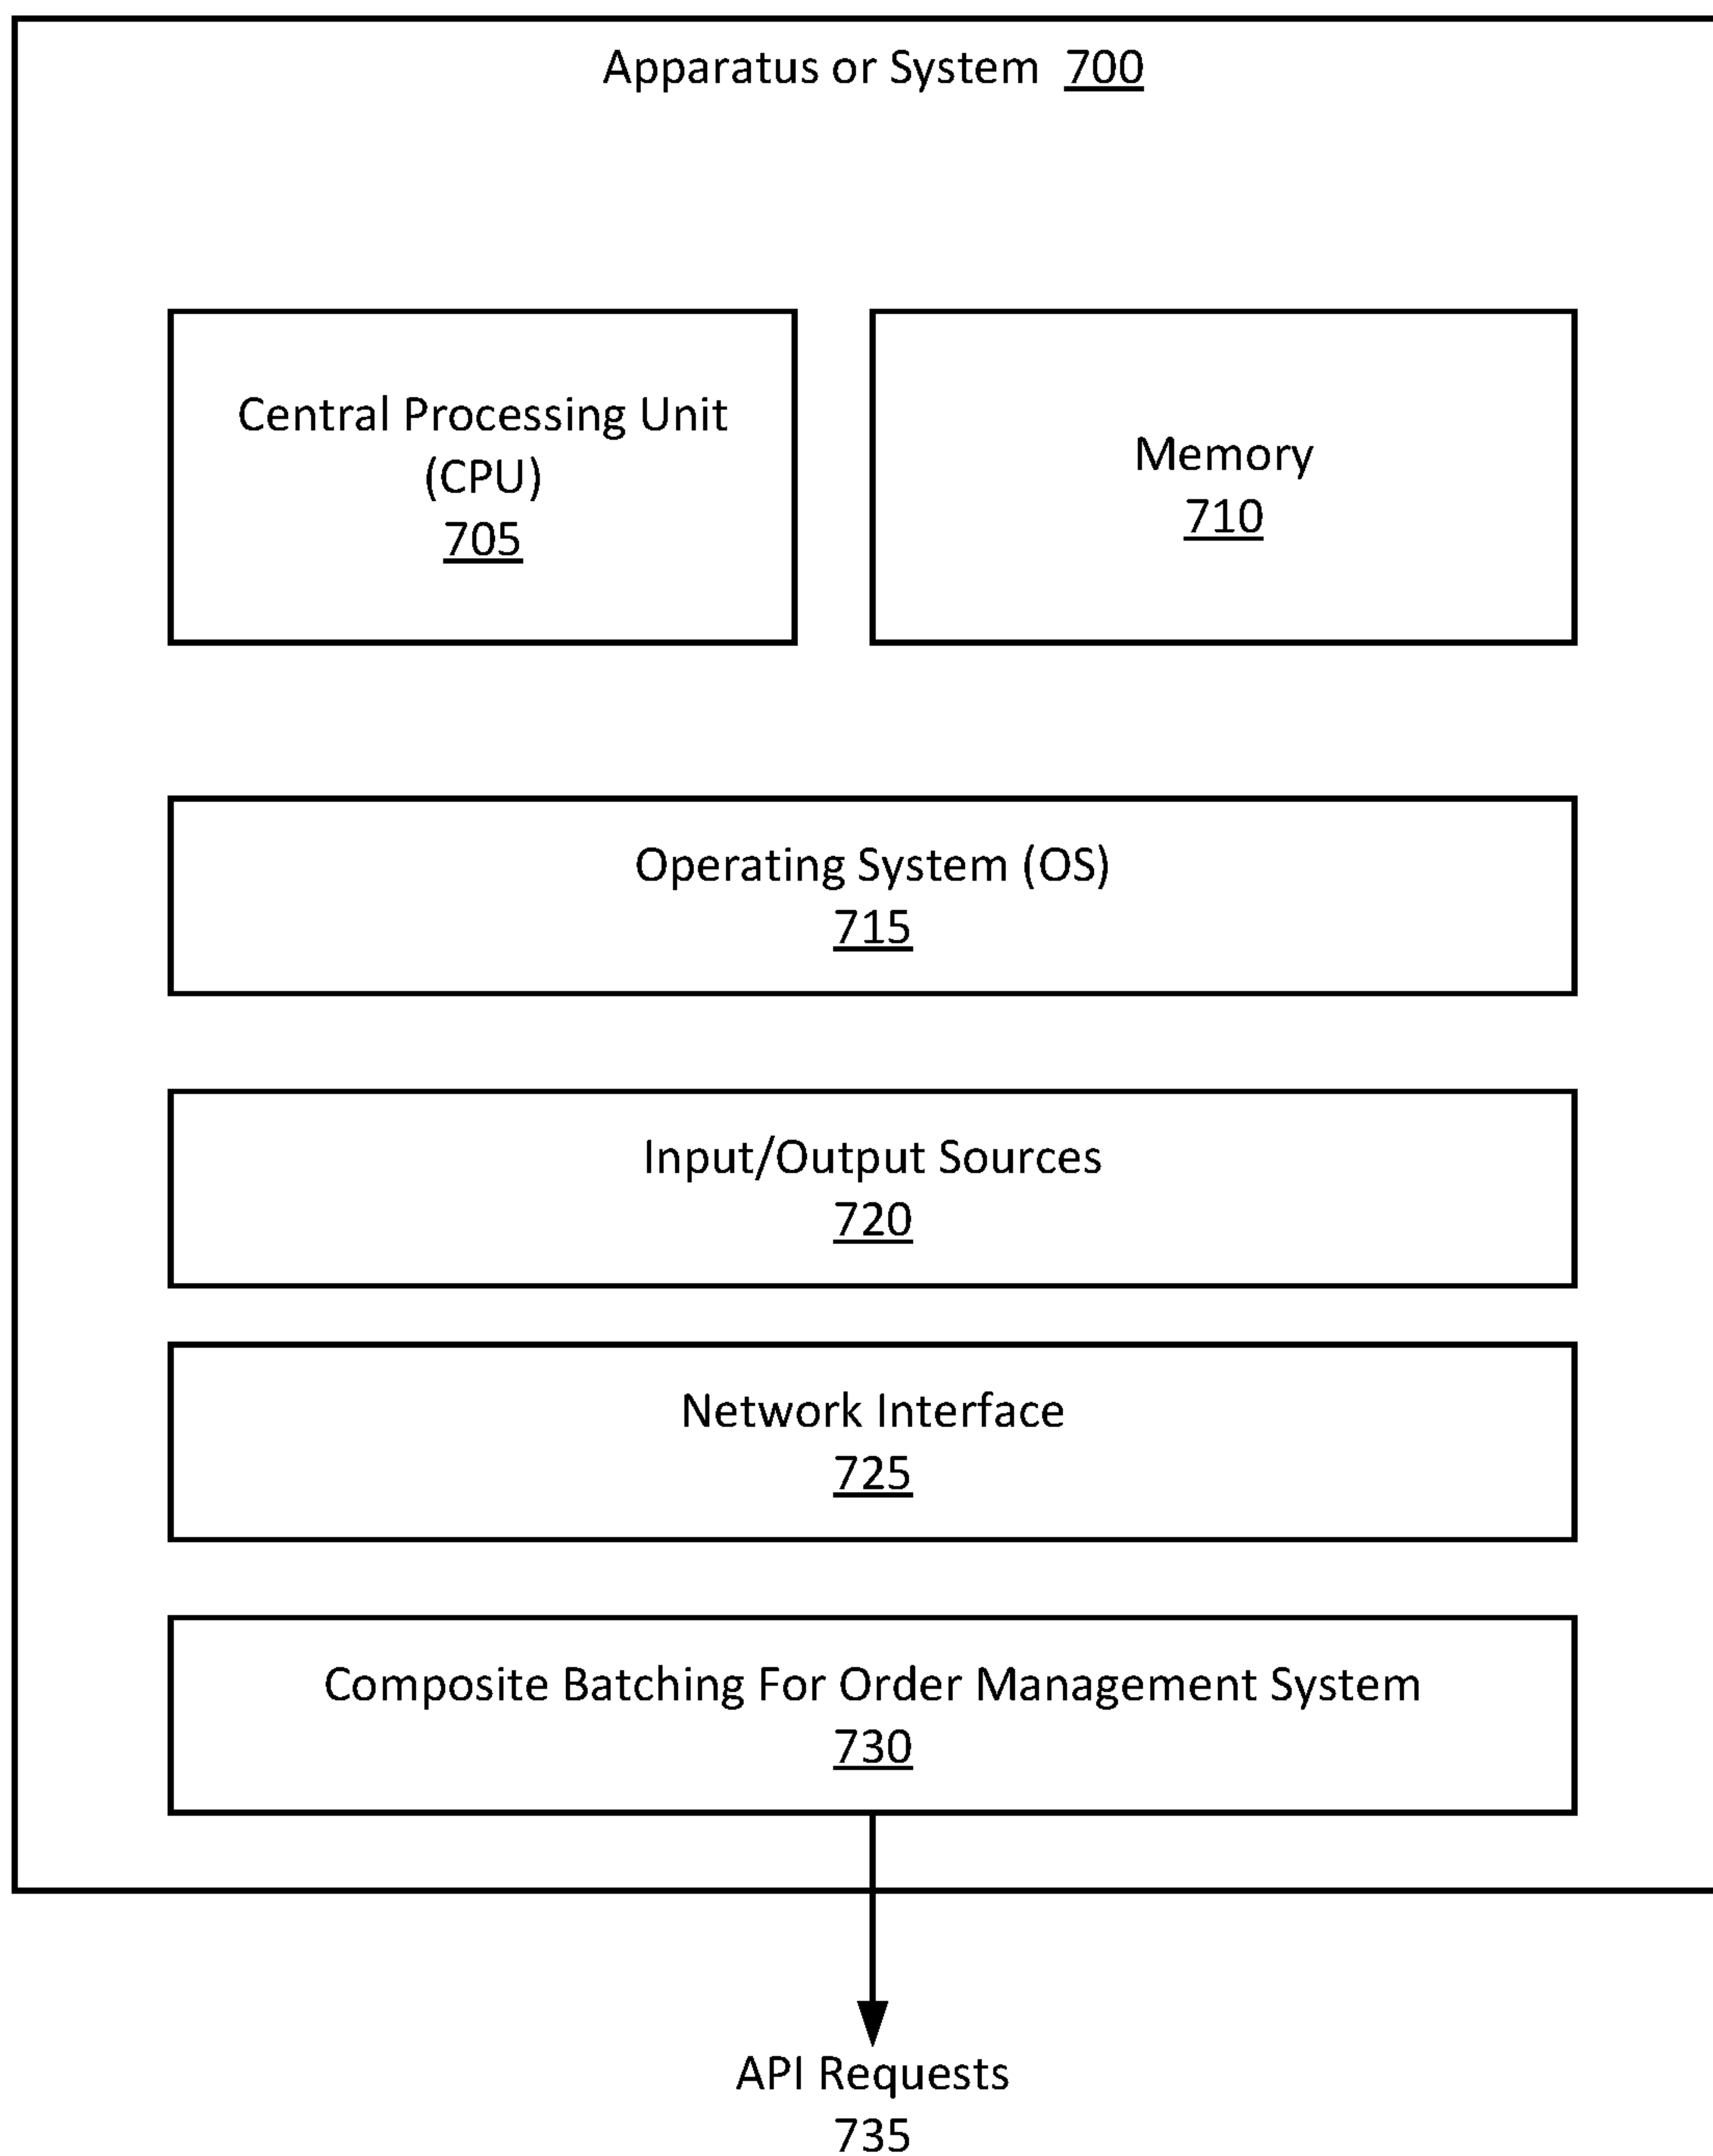 Apparatus or System 700
Central Processing Unit
(CPU)
705
Memory
710
Operating System (OS)
715
Input/Output Sources
720
Network Interface
725
Composite Batching For Order Management System
730
API Requests
735